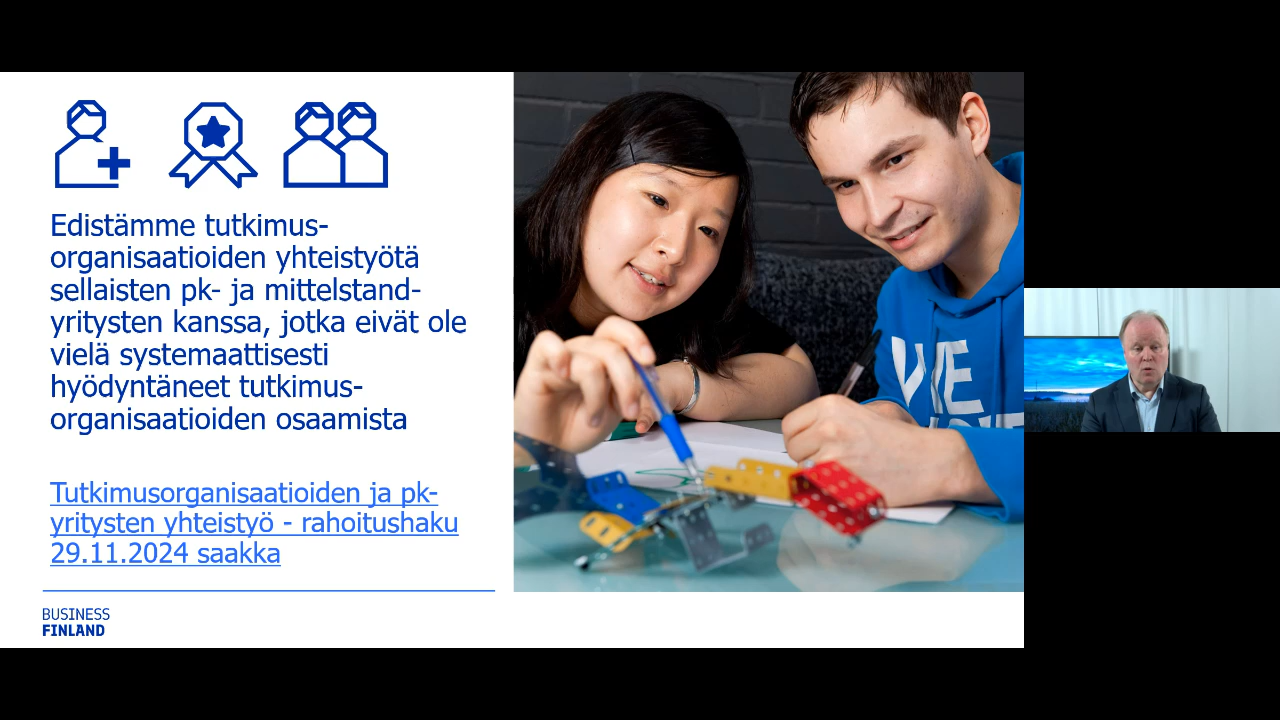 Edistämme tutkimus-
organisaatioiden yhteistyötä
sellaisten pk- ja mittelstand-
yritysten kanssa, jotka eivät ole
vielä systemaattisesti
hyödyntäneet tutkimus-
organisaatioiden osaamista
Tutkimusorganisaatioiden ja pk-
yritysten yhteistyö - rahoitushaku
29.11.2024 saakka
BUSINESS
FINLAND